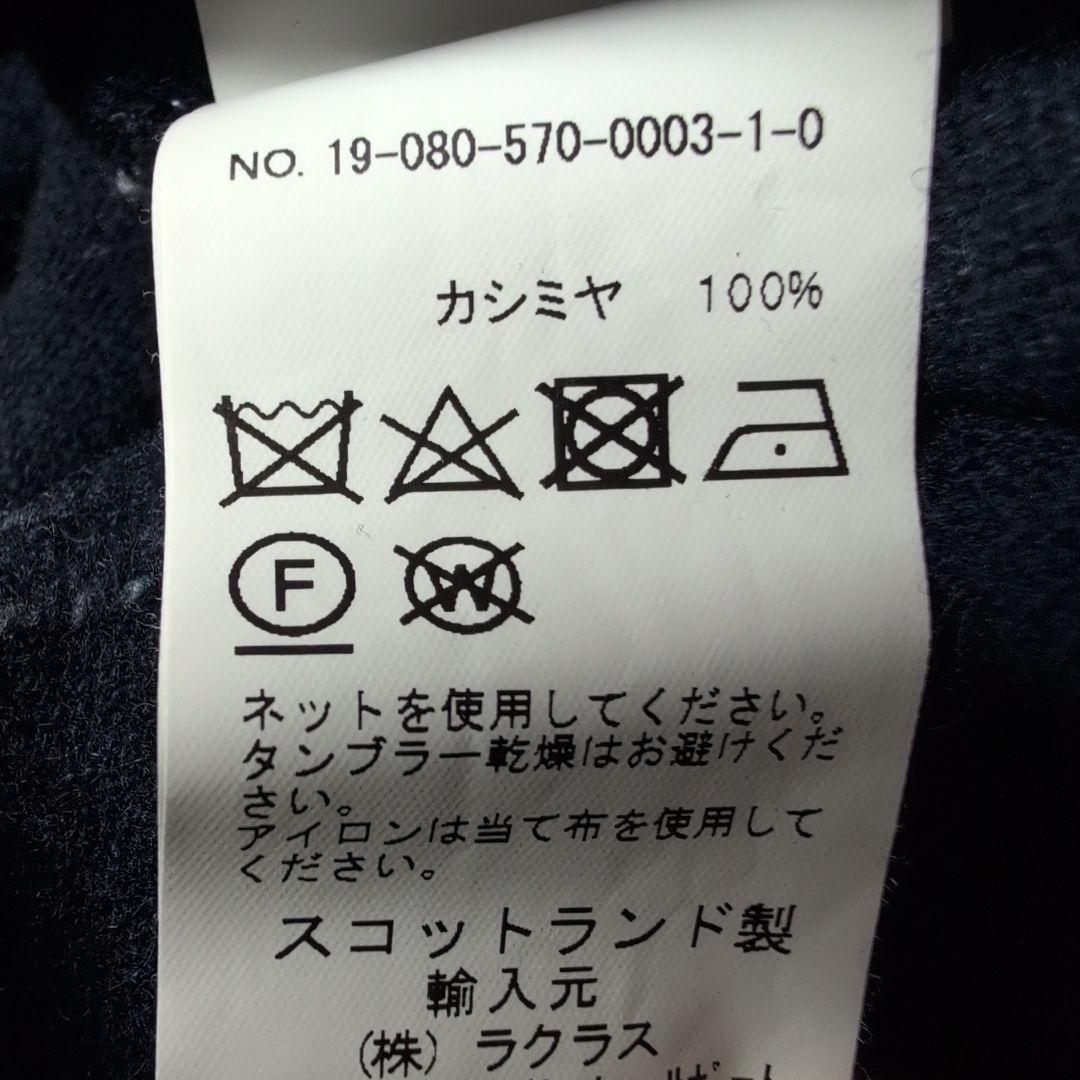 NO. 19-080-570-0003-1-0
カシミヤ 100%
F W
ネットを使用してください。
タンブラー乾燥はお避けくだ
さい。
アイロンは当て布を使用して
ください。
スコットランド製
輸入元
(株) ラクラス